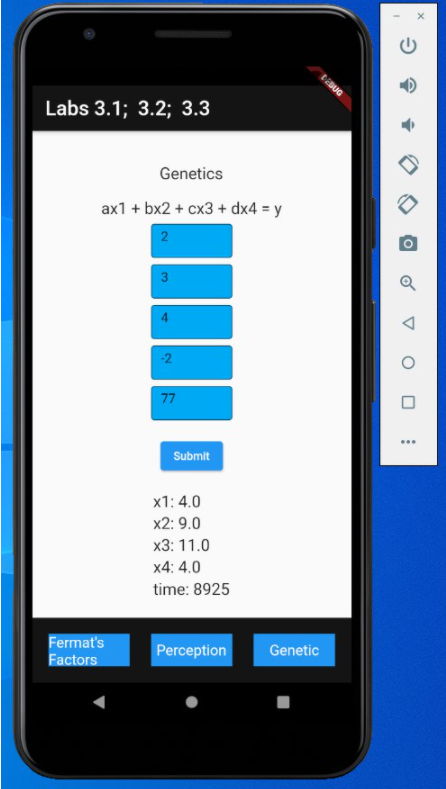 DEBUG
Labs 3.1; 3.2; 3.3
Genetics
ax1 + bx2 + cx3 + dx4 = y
2
3
4
-2
77
Submit
x1: 4.0
x2: 9.0
x3: 11.0
x4: 4.0
time: 8925
Fermat's
Factors
Perception
Genetic